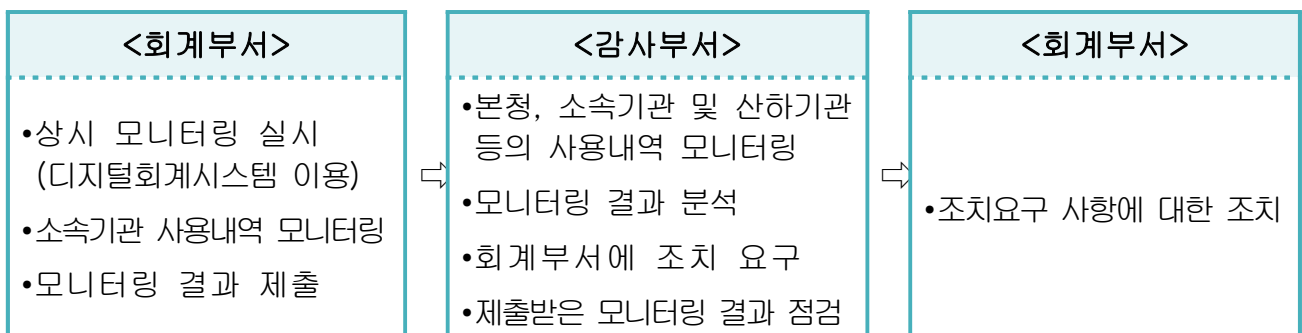 <회계부서>
•상시 모니터링 실시
(디지털회계시스템 이용)
•소속기관 사용내역 모니터링
•모니터링 결과 제출
⇨
<감사부서>
•본청, 소속기관 및 산하기관
등의 사용내역 모니터링
•모니터링 결과 분석
•회계부서에 조치 요구
•제출받은 모니터링 결과 점검
⇨
<회계부서>
•조치요구 사항에 대한 조치